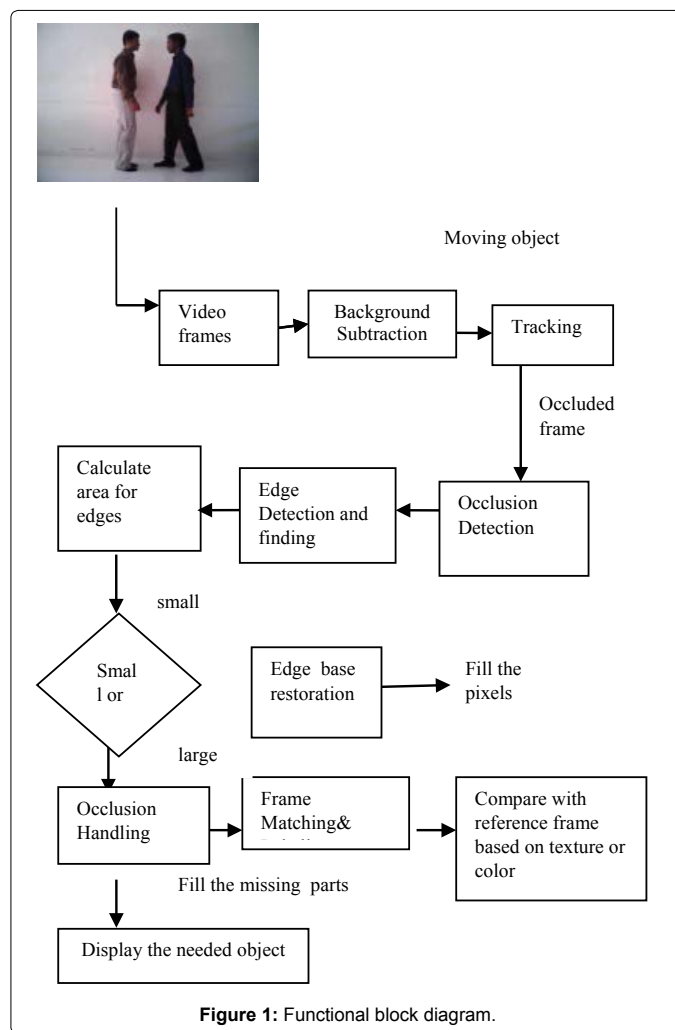 Moving object
Video
frames
Background
Subtraction
Tracking
Occluded
frame
Calculate
area for
edges
Edge
Detection and
finding
Occlusion
Detection
small
Smal
l or
Edge base
restoration
Fill the
pixels
large
Occlusion
Handling
Frame
Matching&
Compare with
reference frame
based on texture or
color
Fill the missing parts
Display the needed object
Figure 1: Functional block diagram.